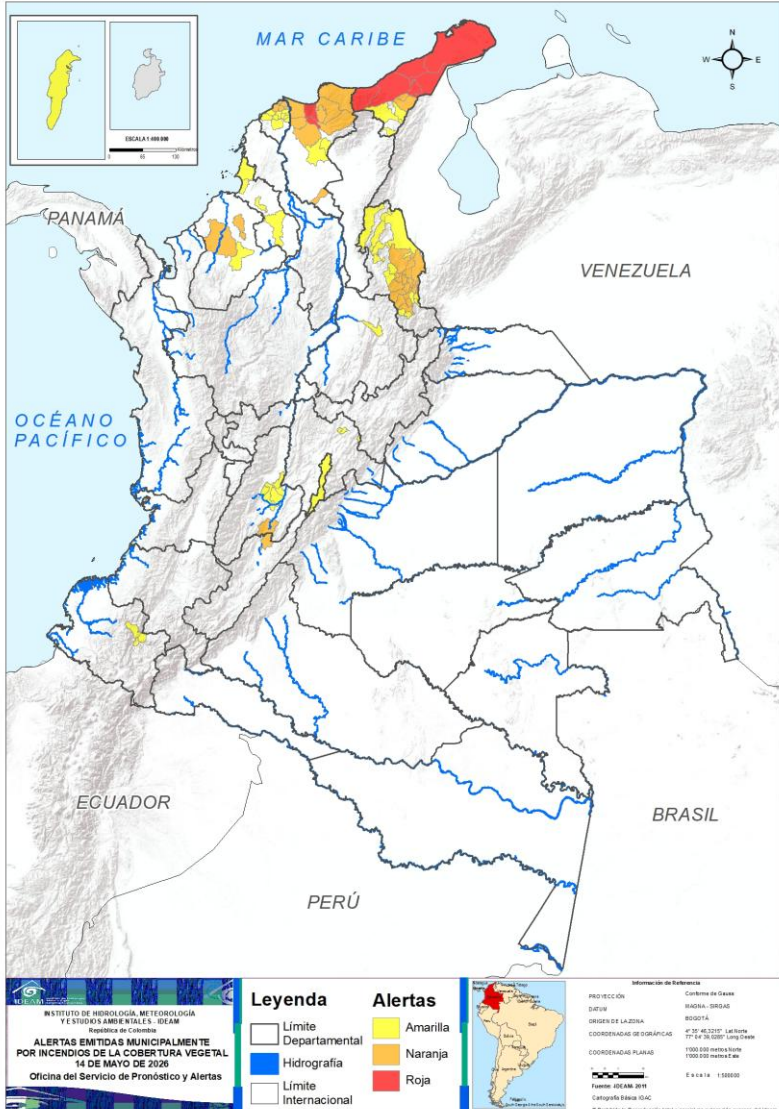 MAR CARIBE
N
W
E
S
ESCALA 1:400.000
PANAMÁ
VENEZUELA
OCÉANO
PACÍFICO
ECUADOR
BRASIL
PERÚ
IDEAM
INSTITUTO DE HIDROLOGÍA, METEOROLOGÍA
Y ESTUDIOS AMBIENTALES - IDEAM
República de Colombia
ALERTAS EMITIDAS MUNICIPALMENTE
POR INCENDIOS DE LA COBERTURA VEGETAL
14 DE MAYO DE 2026
Oficina del Servicio de Pronóstico y Alertas
Leyenda
Límite
Departamental
Hidrografía
Límite
Internacional
Alertas
Amarilla
Naranja
Roja
Información de Referencia
PROYECCIÓN Conforme de Gauss
DATUM MAGNA - SIRGAS
ORIGEN DE LA ZONA BOGOTÁ
COORDENADAS GEOGRÁFICAS
COORDENADAS PLANAS 1'000.000 metros Norte
1'000.000 metros Este
Escala
Fuente: IDEAM, 2011
Cartografía Básica IGAC